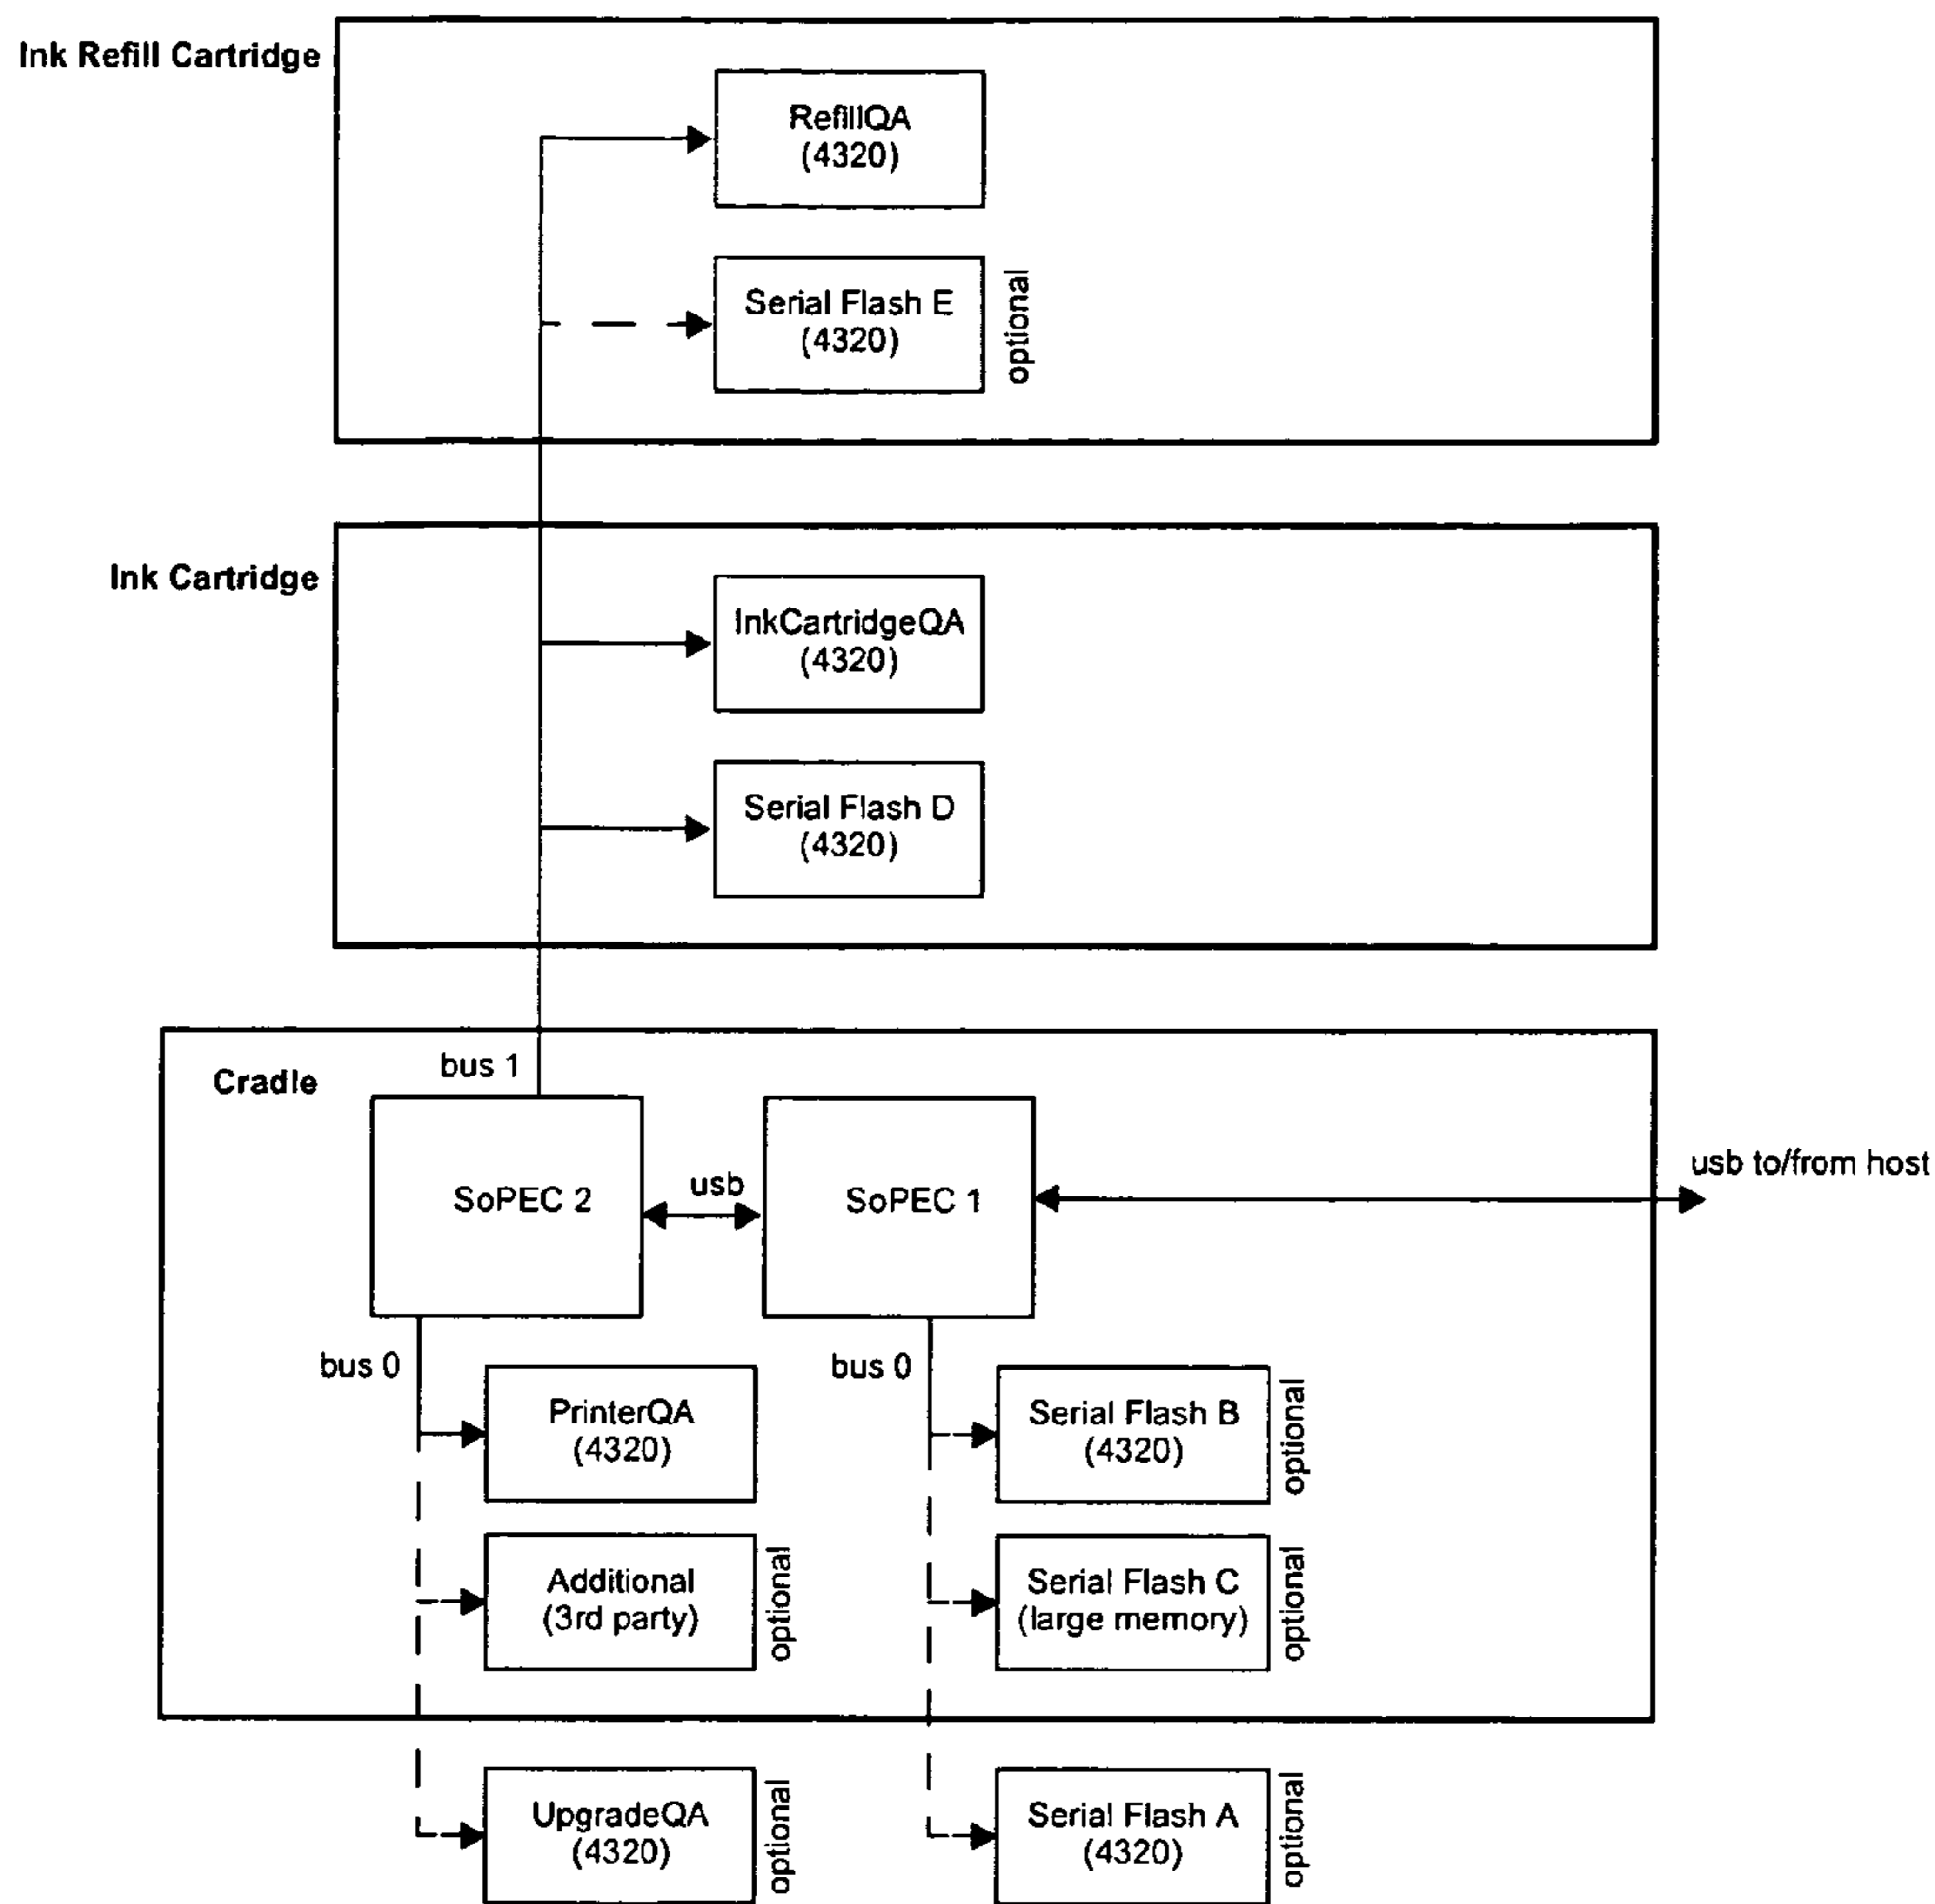 Ink Refill Cartridge
RefillQA
(4320)
Serial Flash E
(4320)
optional
Ink Cartridge
InkCartridgeQA
(4320)
Serial Flash D
(4320)
bus 1
Cradle
SoPEC 2
usb
SoPEC 1
usb to/from host
bus 0
PrinterQA
(4320)
bus 0
Serial Flash B
(4320)
optional
Additional
(3rd party)
optional
Serial Flash C
(large memory)
optional
UpgradeQA
(4320)
optional
Serial Flash A
(4320)
optional